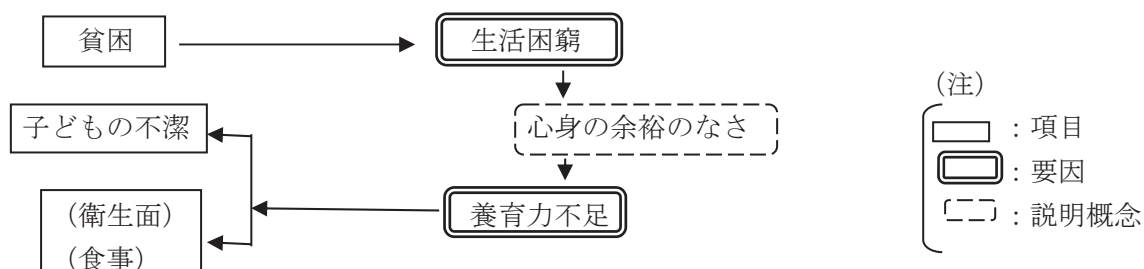 貧困
生活困窮
子どもの不潔
心身の余裕のなさ
(衛生面)
(食事)
養育力不足
(注)
：項目
：要因
：説明概念